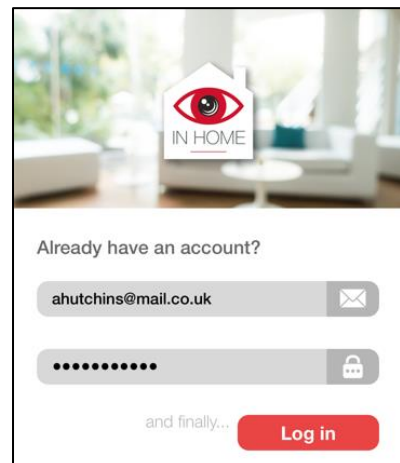 IN HOME
Already have an account?
ahutchins@mail.co.uk
•••••••••••
and finally...
Log in